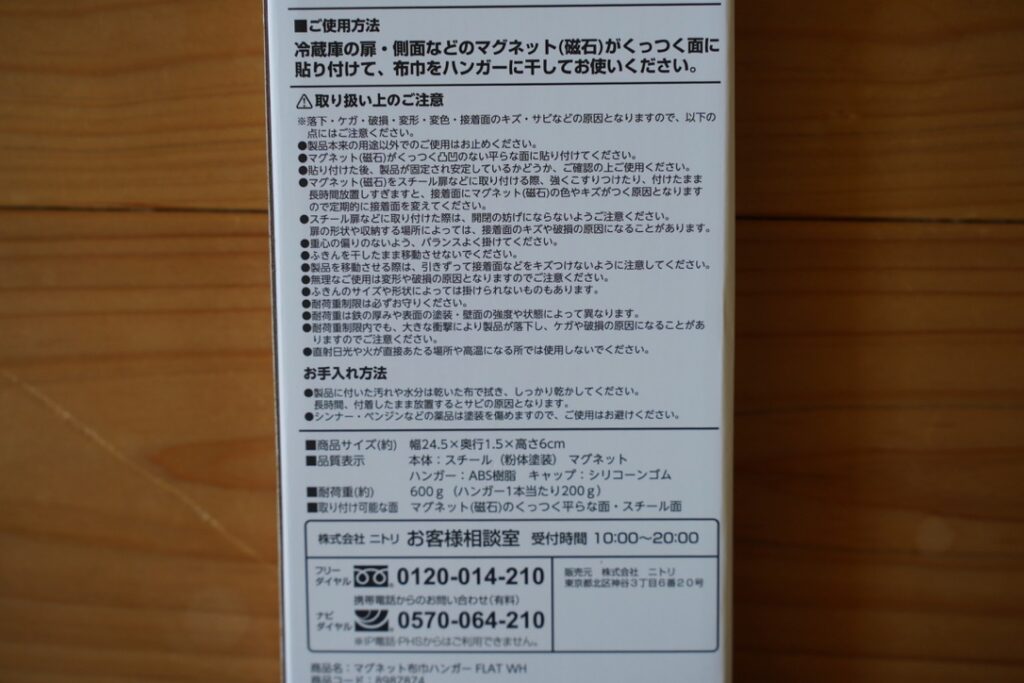 ■ご使用方法
冷蔵庫の扉・側面などのマグネット(磁石)がくっつく面に
貼り付けて、布巾をハンガーに干してお使いください。
⚠取り扱い上のご注意
※落下・ケガ・破損・変形・変色・接着面のキズ・サビなどの原因となりますので、以下の
点にはご注意ください。
●製品本来の用途以外でのご使用はお止めください。
●マグネット(磁石)がくっつく凸凹のない平らな面に貼り付けてください。
●貼り付けた後、製品が固定され安定しているかどうか、ご確認の上ご使用ください。
●マグネット(磁石)をスチール扉などに取り付ける際、強くこすりつけたり、付けたまま
長時間放置しすぎますと、接着面にマグネット(磁石)の色やキズがつく原因となります
ので定期的に接着面を変えてください。
●スチール扉などに取り付けた際は、開閉の妨げにならないようご注意ください。
扉の形状や収納する場所によっては、接着面のキズや破損の原因になることがあります。
●重心の偏りのないよう、バランスよく掛けてください。
●ふきんを干したまま移動させないでください。
●製品を移動させる際は、引きずって接着面などをキズつけないように注意してください。
●無理なご使用は変形や破損の原因となりますのでご注意ください。
●ふきんのサイズや形状によっては掛けられないものもあります。
●耐荷重制限は必ずお守りください。
●耐荷重は鉄の厚みや表面の塗装・壁面の強度や状態によって異なります。
●耐荷重制限内でも、大きな衝撃により製品が落下し、ケガや破損の原因になることがあ
りますのでご注意ください。
●直射日光や火が直接あたる場所や高温になる所では使用しないでください。
お手入れ方法
●製品に付いた汚れや水分は乾いた布で拭き、しっかり乾かしてください。
長時間、付着したまま放置するとサビの原因となります。
●シンナー・ベンジンなどの薬品は塗装を傷めますので、ご使用はお避けください。
■商品サイズ(約) 幅24.5×奥行1.5×高さ6cm
■品質表示 本体:スチール(粉体塗装) マグネット
ハンガー:ABS樹脂 キャップ:シリコーンゴム
■耐荷重(約) 600g(ハンガー1本当たり200g)
■取り付け可能な面 マグネット(磁石)のくっつく平らな面・スチール面
株式会社 ニトリ お客様相談室 受付時間 10:00~20:00
フリーダイヤル 0120-014-210
携帯電話からのお問い合わせ(有料)
ナビダイヤル 0570-064-210
※IP電話・PHSからはご利用できません。
販売元 株式会社 ニトリ
東京都北区神谷3丁目6番20号
商品名:マグネット布巾ハンガー FLAT WH
商品コード:8987874